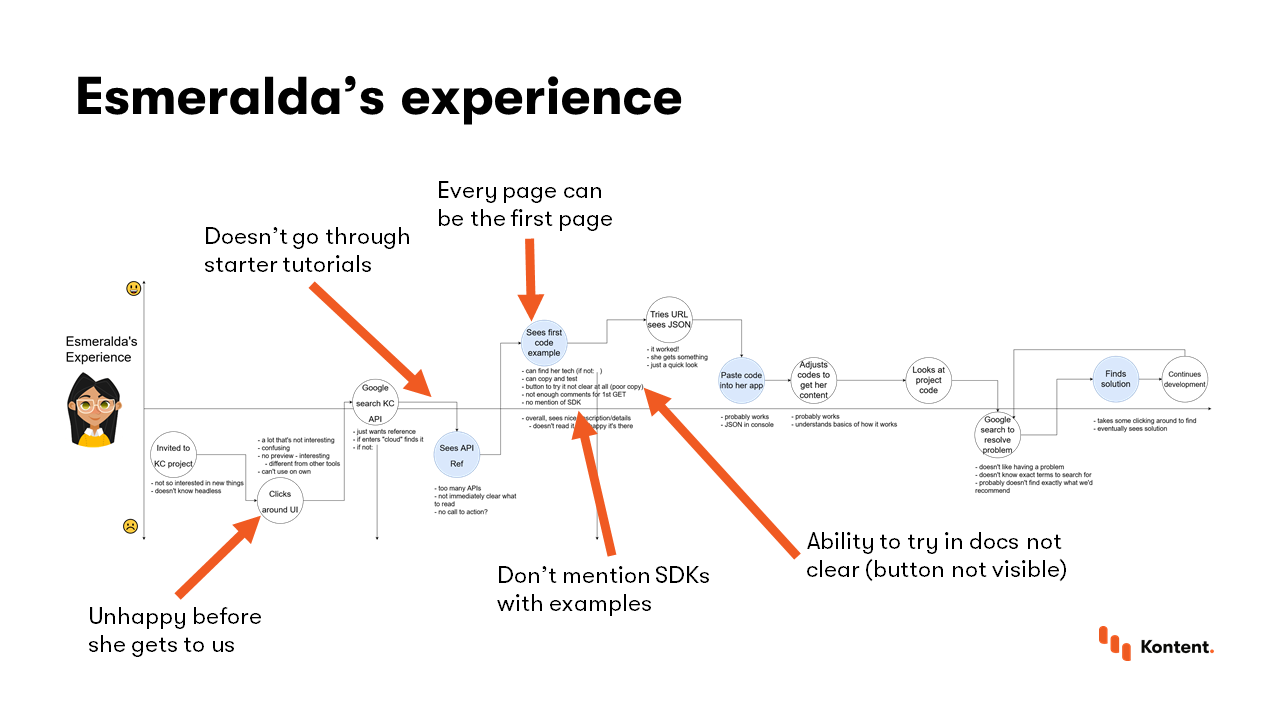 Esmeralda's experience
Every page can
be the first page
Doesn't go through
starter tutorials
Esmeralda's
Experience
Invited to
KC project
- not so interested in new things
- doesn't know headless
- a lot that's not interesting
- confusing
- no preview - interesting
- different from other tools
- can't use on own
Clicks
around UI
Google
search KC
API
- just wants reference
- if enters "cloud" finds it
- if not:
Sees API
Ref
- too many APIs
- not immediately clear what
to read
- no call to action?
Sees first
code
example
- can find her tech (if not: )
- can copy and test
- button to try it not clear at all (poor copy)
- not enough comments for 1st GET
- no mention of SDK
- overall, sees nice description/details
- doesn't read it happy it's there
Tries URL
sees JSON
- it worked!
- she gets something
- just a quick look
Paste code
into her app
- probably works
- JSON in console
Adjusts
codes to
get her
content
- probably works
- understands basics of how it works
Looks at
project
code
Google
search to
resolve
problem
- doesn't like having a problem
- doesn't know exact terms to search for
- probably doesn't find exactly what we'd
recommend
Finds
solution
- takes some clicking around to find
- eventually sees solution
Continues
development
Unhappy before
she gets to us
Don't mention SDKs
with examples
Ability to try in docs not
clear (button not visible)
Kontent.